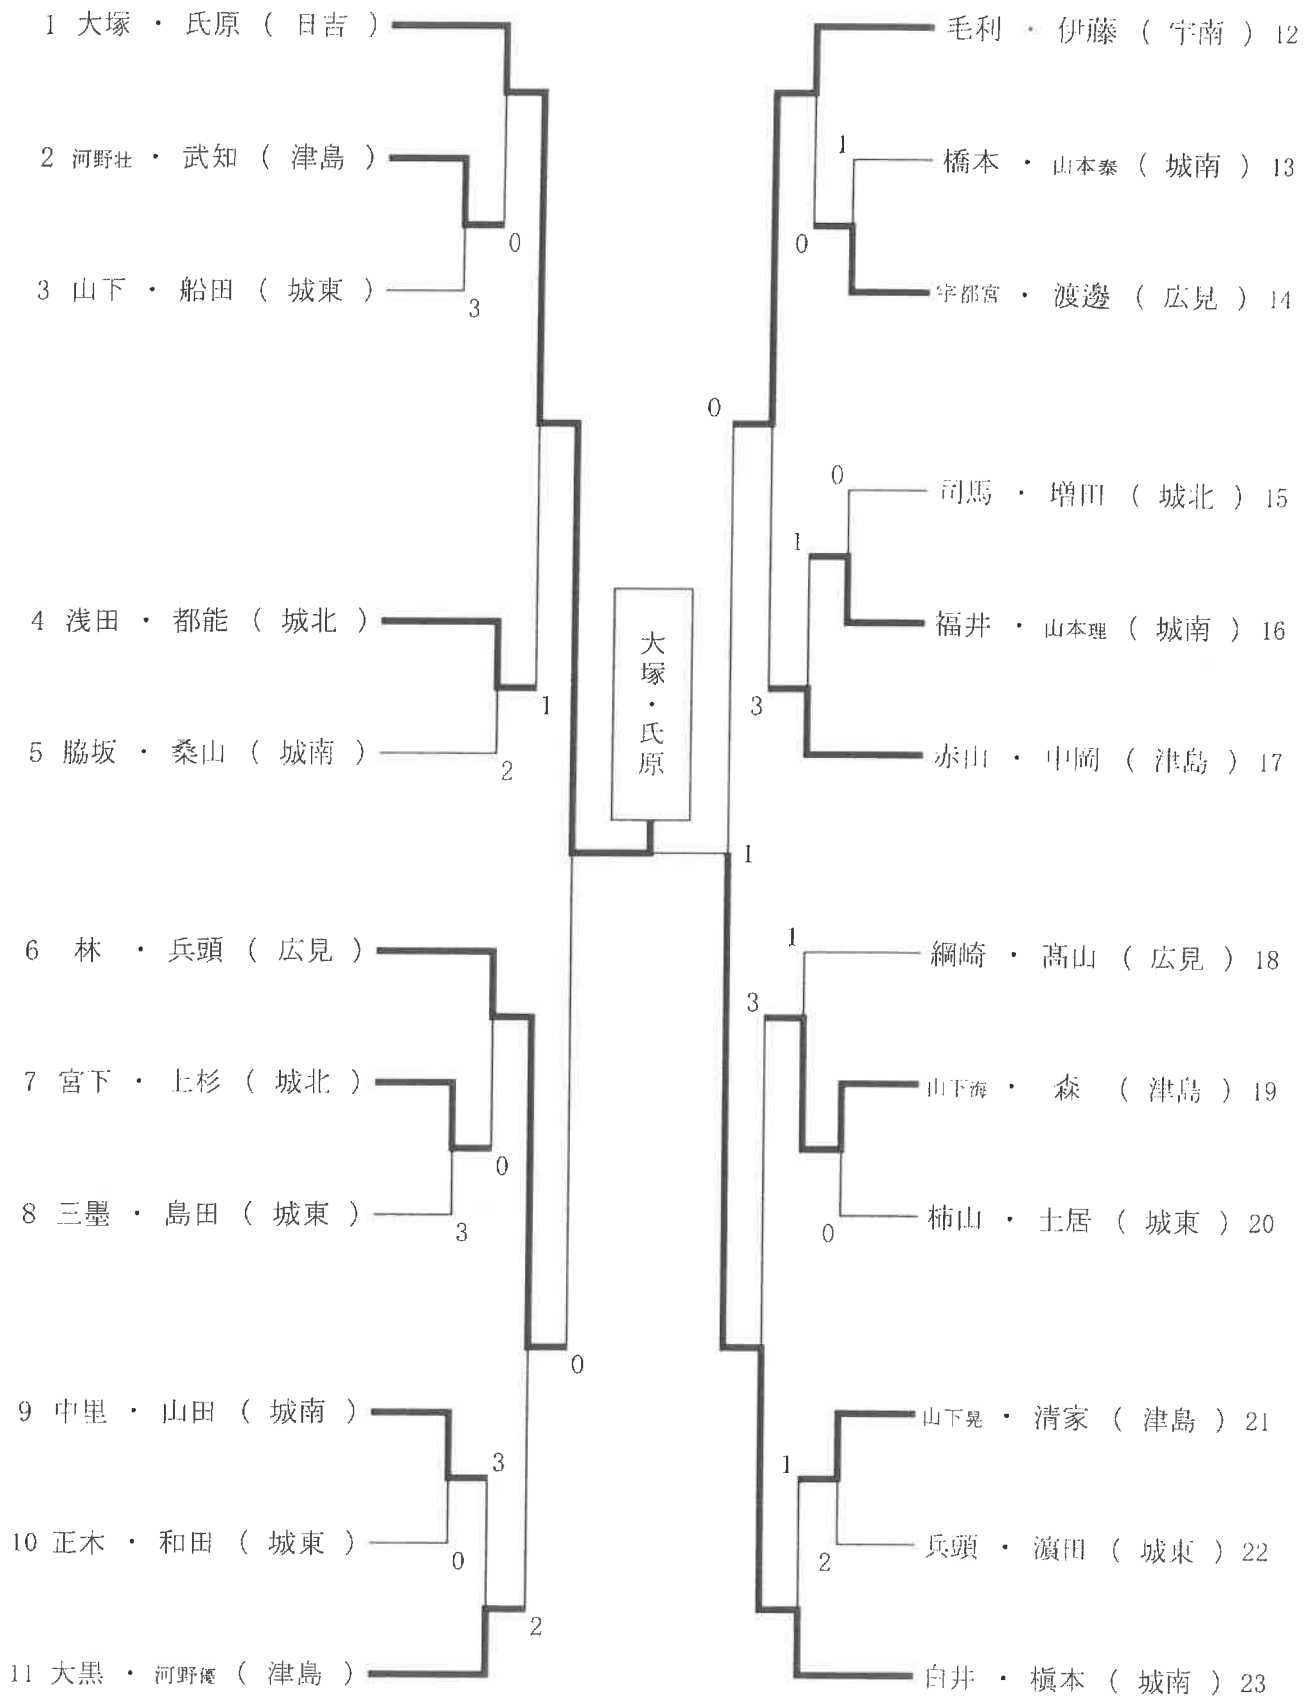 1 大塚 ・ 氏原 ( 日吉 )
2 河野壮 ・ 武知 ( 津島 )
0
3 山下 ・ 船田 ( 城東 )
3
4 浅田 ・ 都能 ( 城北 )
1
5 脇坂 ・ 桑山 ( 城南 )
2
6 林 ・ 兵頭 ( 広見 )
7 宮下 ・ 上杉 ( 城北 )
0
8 三墨 ・ 島田 ( 城東 )
3
0
9 中里 ・ 山田 ( 城南 )
3
10 正木 ・ 和田 ( 城東 )
0
2
11 大黒 ・ 河野優 ( 津島 )
大塚・氏原
毛利 ・ 伊藤 ( 宇南 ) 12
1
橋本 ・ 山本泰 ( 城南 ) 13
0
宇都宮 ・ 渡邊 ( 広見 ) 14
0
0
司馬 ・ 増田 ( 城北 ) 15
1
福井 ・ 山本理 ( 城南 ) 16
3
赤山 ・ 中岡 ( 津島 ) 17
1
1
綱崎 ・ 髙山 ( 広見 ) 18
3
山下海 ・ 森 ( 津島 ) 19
柿山 ・ 土居 ( 城東 ) 20
0
山下晃 ・ 清家 ( 津島 ) 21
1
兵頭 ・ 濵田 ( 城東 ) 22
2
白井 ・ 槇本 ( 城南 ) 23